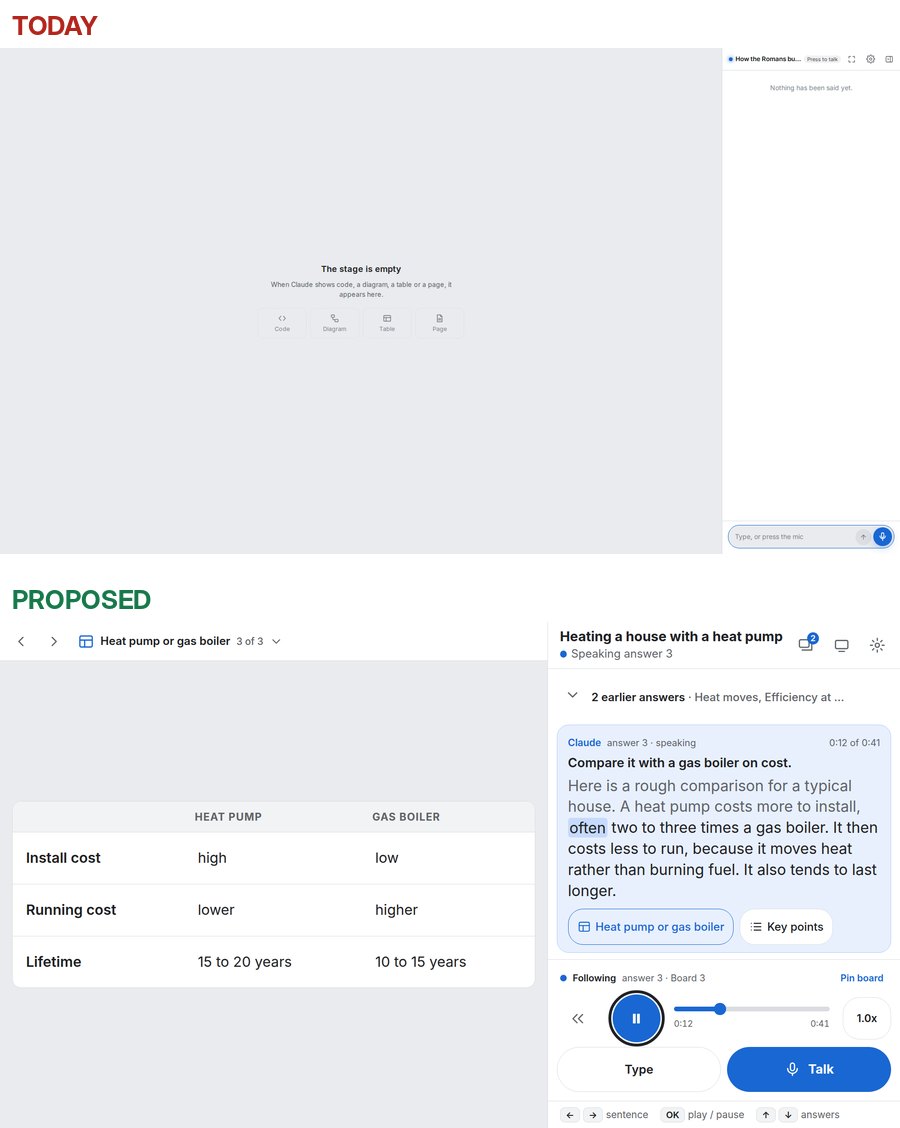 TODAY
How the Romans bu... Press to talk
Nothing has been said yet.
The stage is empty
When Claude shows code, a diagram, a table or a page, it
appears here.
Code Diagram Table Page
Type, or press the mic
PROPOSED
Heat pump or gas boiler 3 of 3
HEAT PUMP GAS BOILER
Install cost high low
Running cost lower higher
Lifetime 15 to 20 years 10 to 15 years
Heating a house with a heat pump 2
Speaking answer 3
2 earlier answers · Heat moves, Efficiency at ...
Claude answer 3 · speaking 0:12 of 0:41
Compare it with a gas boiler on cost.
Here is a rough comparison for a typical
house. A heat pump costs more to install,
often two to three times a gas boiler. It then
costs less to run, because it moves heat
rather than burning fuel. It also tends to last
longer.
Heat pump or gas boiler Key points
Following answer 3 · Board 3 Pin board
0:12 0:41 1.0x
Type Talk
← → sentence OK play / pause ↑ ↓ answers